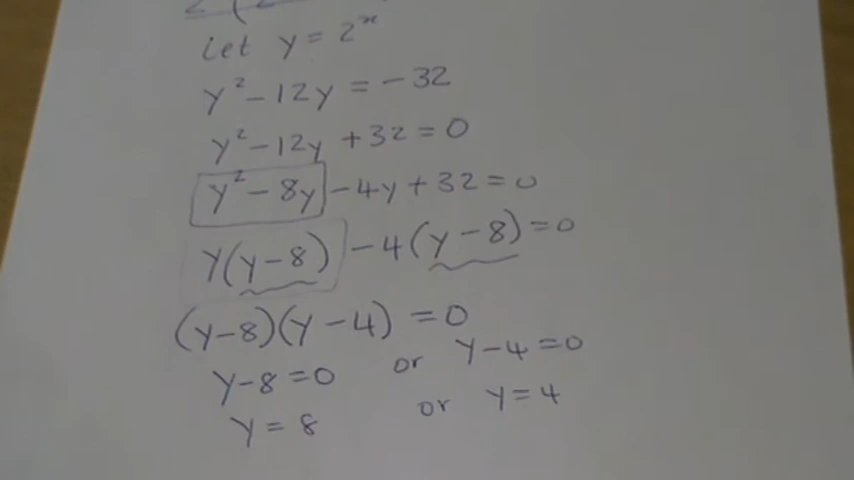 Let y = 2^x
y² - 12y = -32
y² - 12y + 32 = 0
y² - 8y - 4y + 32 = 0
y(y - 8) - 4(y - 8) = 0
(y - 8)(y - 4) = 0
y - 8 = 0 or y - 4 = 0
y = 8 or y = 4